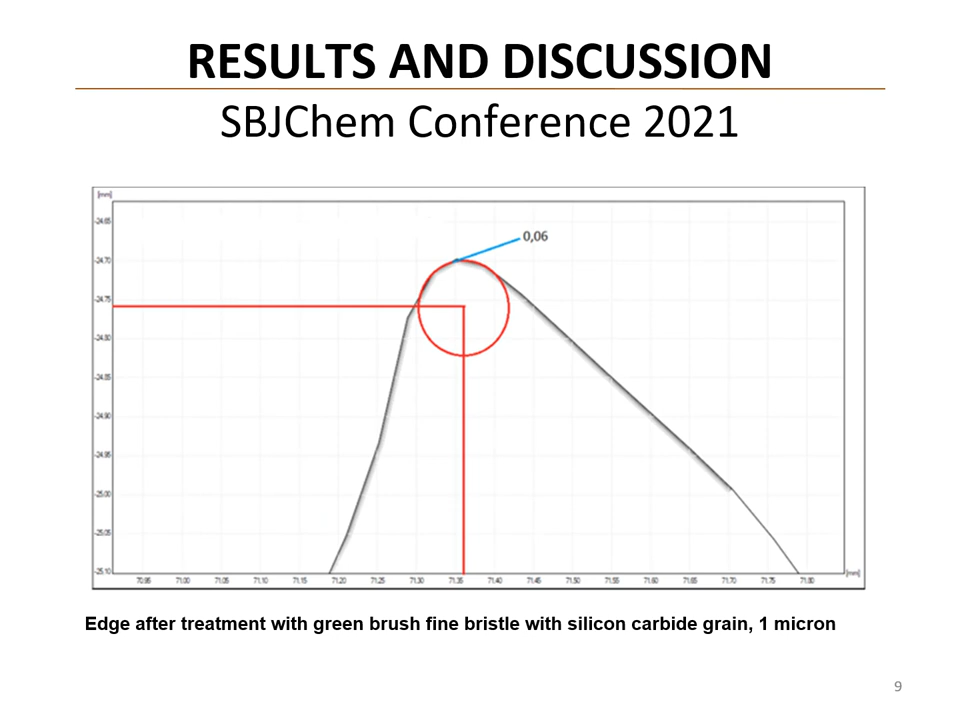 RESULTS AND DISCUSSION
SBJChem Conference 2021
[mm]
-24.65
0,06
-24.70
-24.75
-24.80
-24.85
-24.90
-24.95
-25.00
-25.05
-25.10
70.95 71.00 71.05 71.10 71.15 71.20 71.25 71.30 71.35 71.40 71.45 71.50 71.55 71.60 71.65 71.70 71.75 71.80 [mm]
Edge after treatment with green brush fine bristle with silicon carbide grain, 1 micron
9